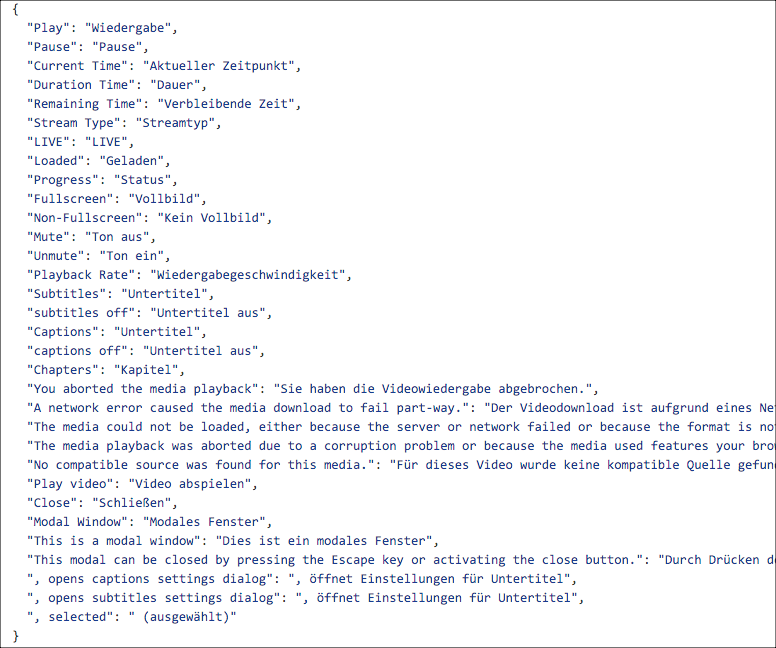 {
"Play": "Wiedergabe",
"Pause": "Pause",
"Current Time": "Aktueller Zeitpunkt",
"Duration Time": "Dauer",
"Remaining Time": "Verbleibende Zeit",
"Stream Type": "Streamtyp",
"LIVE": "LIVE",
"Loaded": "Geladen",
"Progress": "Status",
"Fullscreen": "Vollbild",
"Non-Fullscreen": "Kein Vollbild",
"Mute": "Ton aus",
"Unmute": "Ton ein",
"Playback Rate": "Wiedergabegeschwindigkeit",
"Subtitles": "Untertitel",
"subtitles off": "Untertitel aus",
"Captions": "Untertitel",
"captions off": "Untertitel aus",
"Chapters": "Kapitel",
"You aborted the media playback": "Sie haben die Videowiedergabe abgebrochen.",
"A network error caused the media download to fail part-way.": "Der Videodownload ist aufgrund eines Net
"The media could not be loaded, either because the server or network failed or because the format is not
"The media playback was aborted due to a corruption problem or because the media used features your brow
"No compatible source was found for this media.": "Für dieses Video wurde keine kompatible Quelle gefun
"Play video": "Video abspielen",
"Close": "Schließen",
"Modal Window": "Modales Fenster",
"This is a modal window": "Dies ist ein modales Fenster",
"This modal can be closed by pressing the Escape key or activating the close button.": "Durch Drücken de
", opens captions settings dialog": ", öffnet Einstellungen für Untertitel",
", opens subtitles settings dialog": ", öffnet Einstellungen für Untertitel",
", selected": " (ausgewählt)"
}